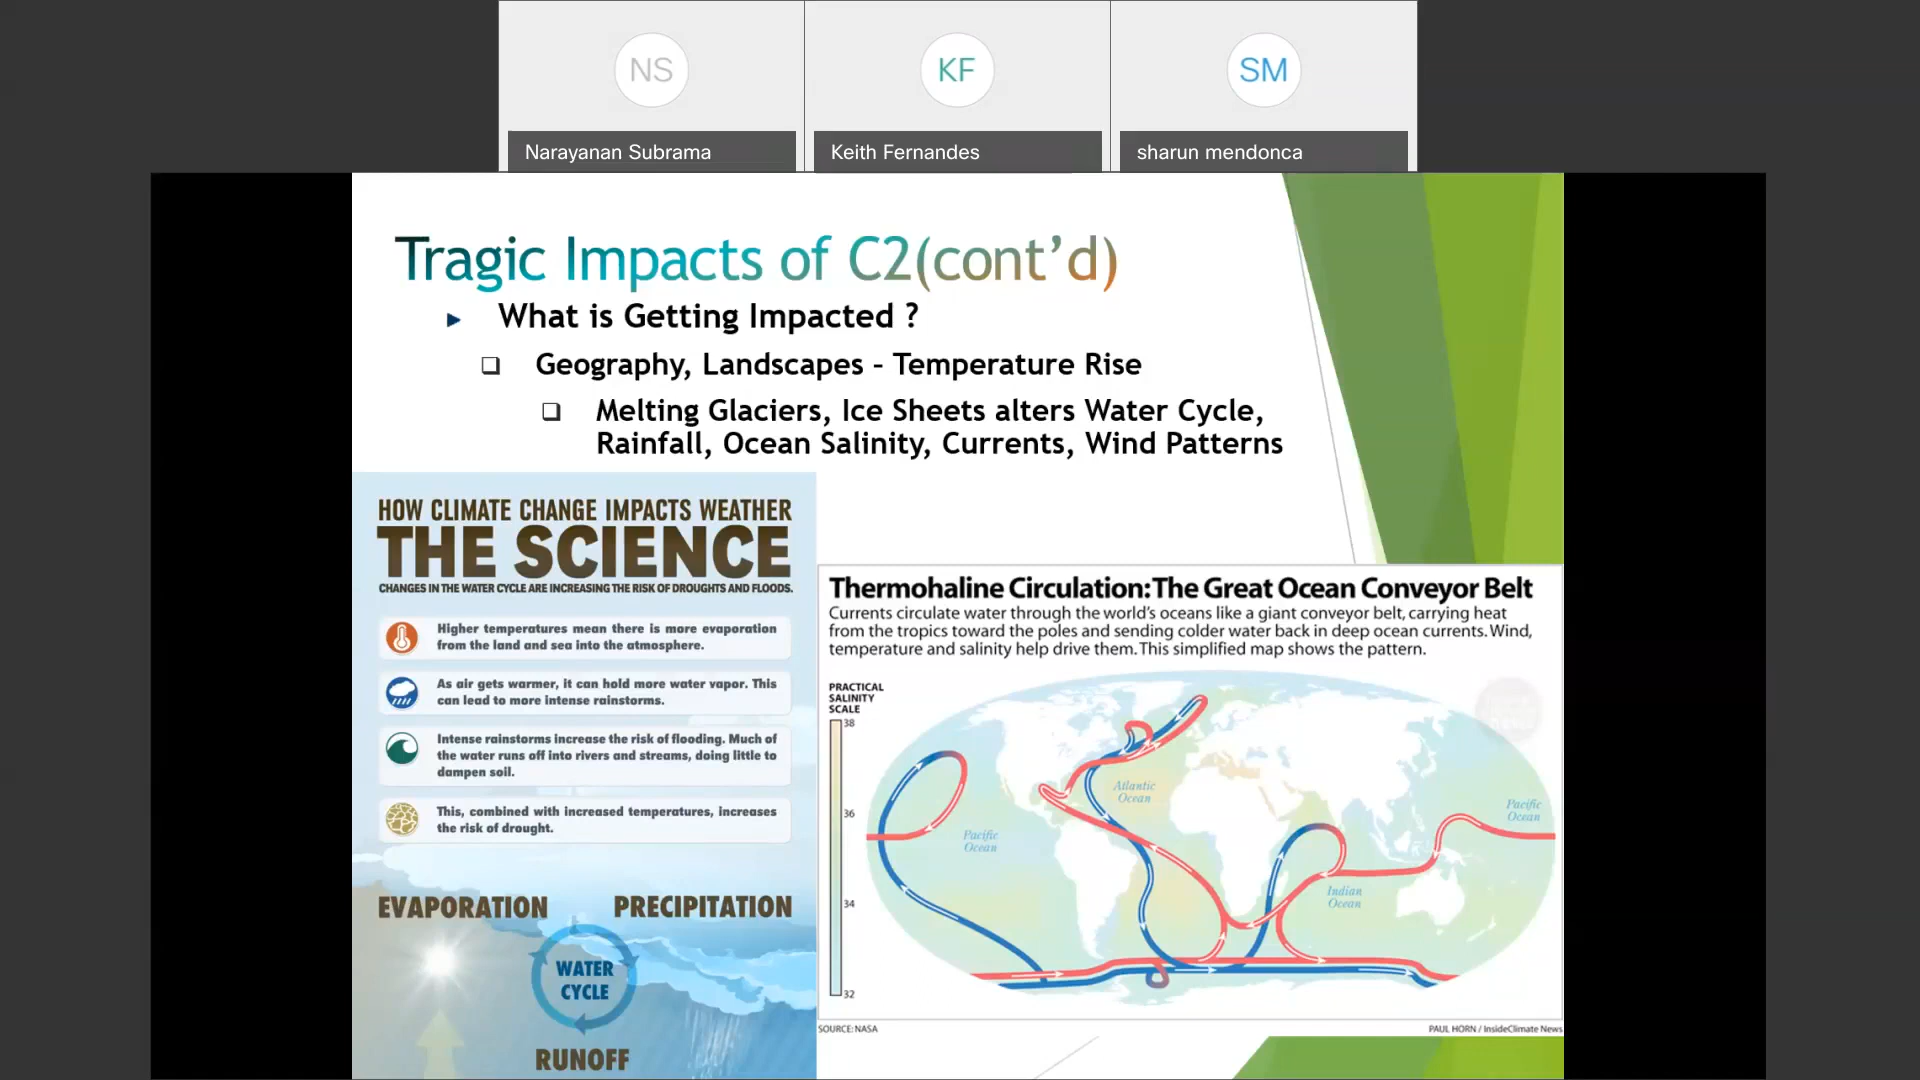 NS
KF
SM
Narayanan Subrama
Keith Fernandes
sharun mendonca
Tragic Impacts of C2(cont’d)
What is Getting Impacted ?
Geography, Landscapes – Temperature Rise
Melting Glaciers, Ice Sheets alters Water Cycle,
Rainfall, Ocean Salinity, Currents, Wind Patterns
HOW CLIMATE CHANGE IMPACTS WEATHER
THE SCIENCE
CHANGES IN THE WATER CYCLE ARE INCREASING THE RISK OF DROUGHTS AND FLOODS.
Higher temperatures mean there is more evaporation
from the land and sea into the atmosphere.
As air gets warmer, it can hold more water vapor. This
can lead to more intense rainstorms.
Intense rainstorms increase the risk of flooding. Much of
the water runs off into rivers and streams, doing little to
dampen soil.
This, combined with increased temperatures, increases
the risk of drought.
EVAPORATION
PRECIPITATION
WATER
CYCLE
RUNOFF
Thermohaline Circulation: The Great Ocean Conveyor Belt
Currents circulate water through the world's oceans like a giant conveyor belt, carrying heat
from the tropics toward the poles and sending colder water back in deep ocean currents. Wind,
temperature and salinity help drive them. This simplified map shows the pattern.
PRACTICAL
SALINITY
SCALE
38
36
34
32
Atlantic
Ocean
Pacific
Ocean
Pacific
Ocean
Indian
Ocean
SOURCE: NASA
PAUL HORN / InsideClimate News